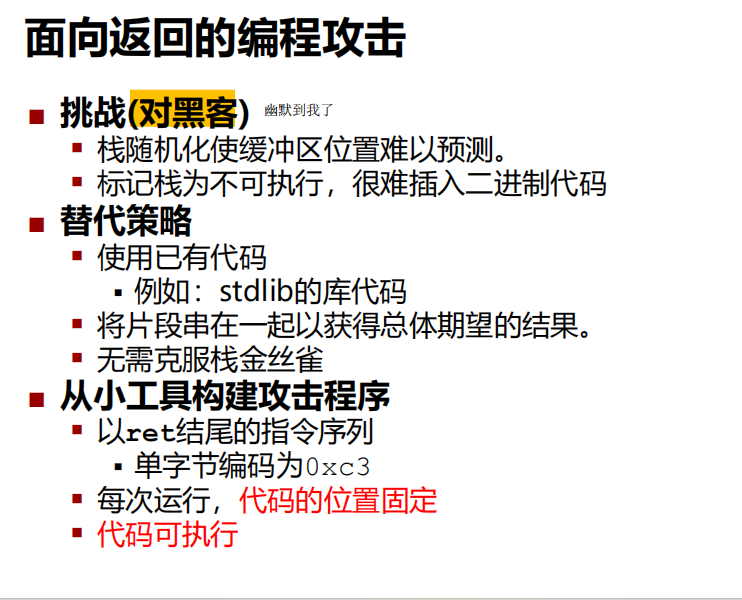 面向返回的编程攻击
挑战(对黑客) 幽默到我了
栈随机化使缓冲区位置难以预测。
标记栈为不可执行，很难插入二进制代码
替代策略
使用已有代码
例如：stdlib的库代码
将片段串在一起以获得总体期望的结果。
无需克服栈金丝雀
从小工具构建攻击程序
以ret结尾的指令序列
单字节编码为0xc3
每次运行，代码的位置固定
代码可执行